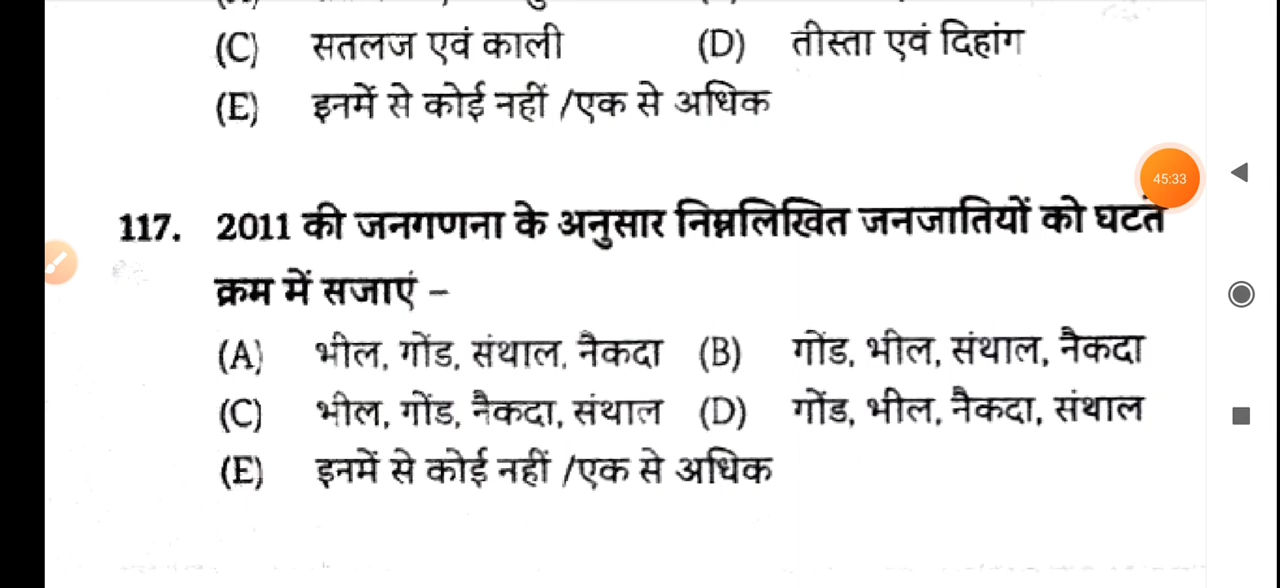 (C) सतलज एवं काली (D) तीस्ता एवं दिहांग
(E) इनमें से कोई नहीं /एक से अधिक
45:33
117. 2011 की जनगणना के अनुसार निम्नलिखित जनजातियों को घटते
क्रम में सजाएं –
(A) भील, गोंड, संथाल, नैकदा (B) गोंड, भील, संथाल, नैकदा
(C) भील, गोंड, नैकदा, संथाल (D) गोंड, भील, नैकदा, संथाल
(E) इनमें से कोई नहीं /एक से अधिक